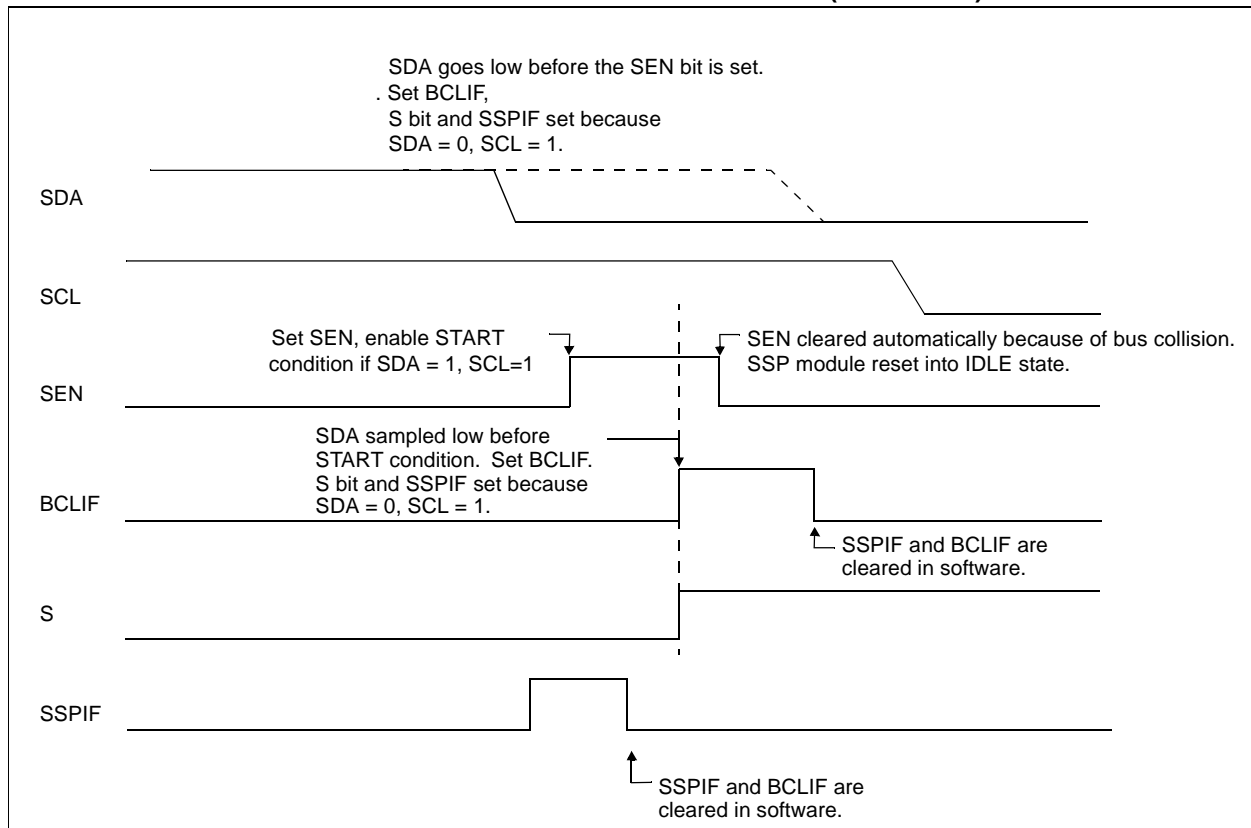 SDA goes low before the SEN bit is set.
. Set BCLIF,
S bit and SSPIF set because
SDA = 0, SCL = 1.
SDA
SCL
Set SEN, enable START
condition if SDA = 1, SCL=1
SEN cleared automatically because of bus collision.
SSP module reset into IDLE state.
SEN
SDA sampled low before
START condition.  Set BCLIF.
S bit and SSPIF set because
SDA = 0, SCL = 1.
BCLIF
SSPIF and BCLIF are
cleared in software.
S
SSPIF
SSPIF and BCLIF are
cleared in software.